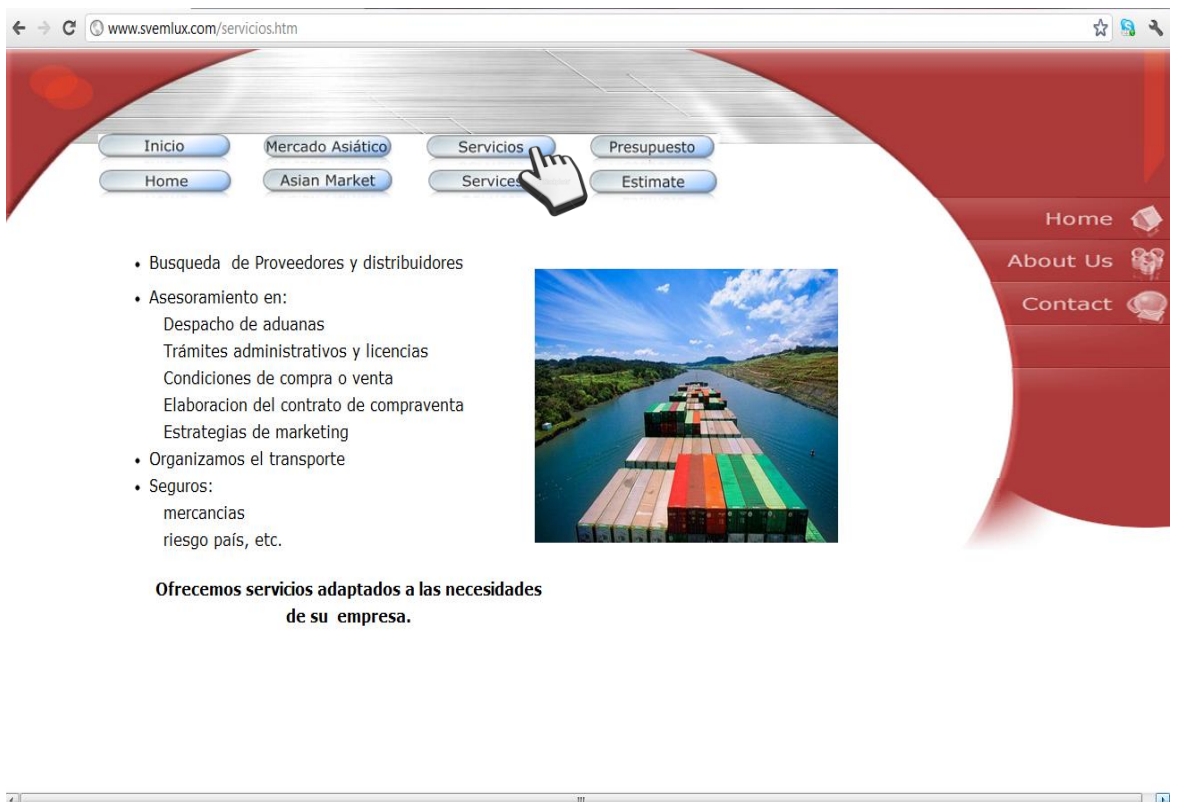 www.svemlux.com/servicios.htm
Inicio Mercado Asiático Servicios Presupuesto
Home Asian Market Services Estimate
Home
About Us
Contact
• Busqueda de Proveedores y distribuidores
• Asesoramiento en:
Despacho de aduanas
Trámites administrativos y licencias
Condiciones de compra o venta
Elaboracion del contrato de compraventa
Estrategias de marketing
• Organizamos el transporte
• Seguros:
mercancias
riesgo país, etc.
Ofrecemos servicios adaptados a las necesidades
de su empresa.